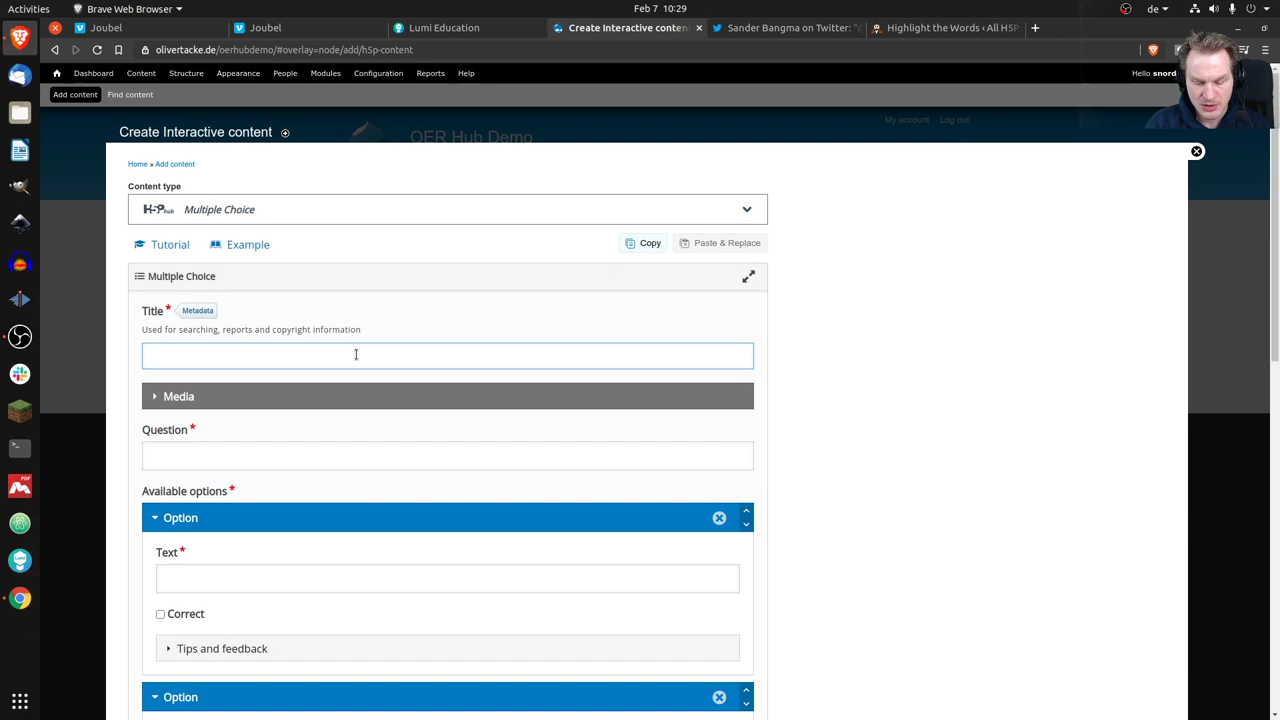 Activities
Web Browser
Feb 7 10:29
de
Joubel
Joubel
Lumi Education
Create Interactive conten
Sander Bangma on Twitter: "
Highlight the Words ‹ All H5P
olivertacke.de/oerhubdemo/#overlay=node/add/h5p-content
Dashboard
Content
Structure
Appearance
People
Modules
Configuration
Reports
Help
Hello snord
Add content
Find content
My account
Log out
OER Hub Demo
Create Interactive content
Home » Add content
Content type
H5P hub
Multiple Choice
Tutorial
Example
Copy
Paste & Replace
Multiple Choice
Title *
Metadata
Used for searching, reports and copyright information
Media
Question *
Available options *
Option
Text *
Correct
Tips and feedback
Option
PDF